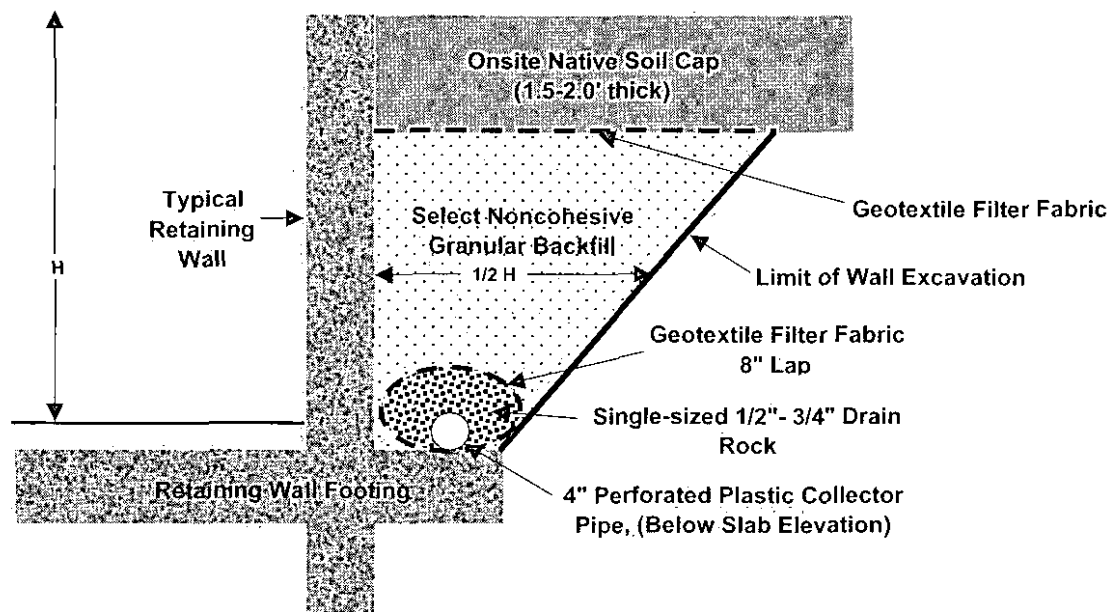 Onsite Native Soil Cap
(1.5-2.0' thick)
Typical
Retaining
Wall
H
Select Noncohesive
Granular Backfill
1/2 H
Geotextile Filter Fabric
Limit of Wall Excavation
Geotextile Filter Fabric
8" Lap
Single-sized 1/2"- 3/4" Drain
Rock
Retaining Wall Footing
4" Perforated Plastic Collector
Pipe, (Below Slab Elevation)